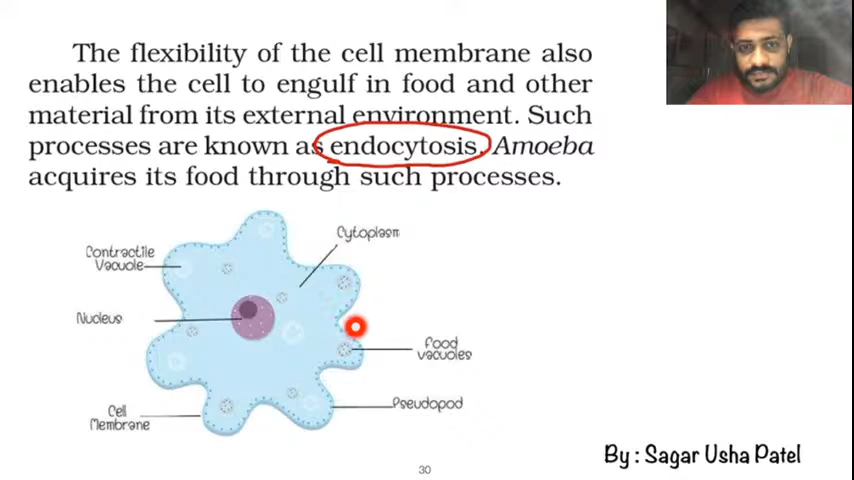 The flexibility of the cell membrane also
enables the cell to engulf in food and other
material from its external environment. Such
processes are known as endocytosis. Amoeba
acquires its food through such processes.
Cytoplasm
Contractile
Vacuole
Nucleus
Food
vacuoles
Pseudopod
Cell
Membrane
By : Sagar Usha Patel
30